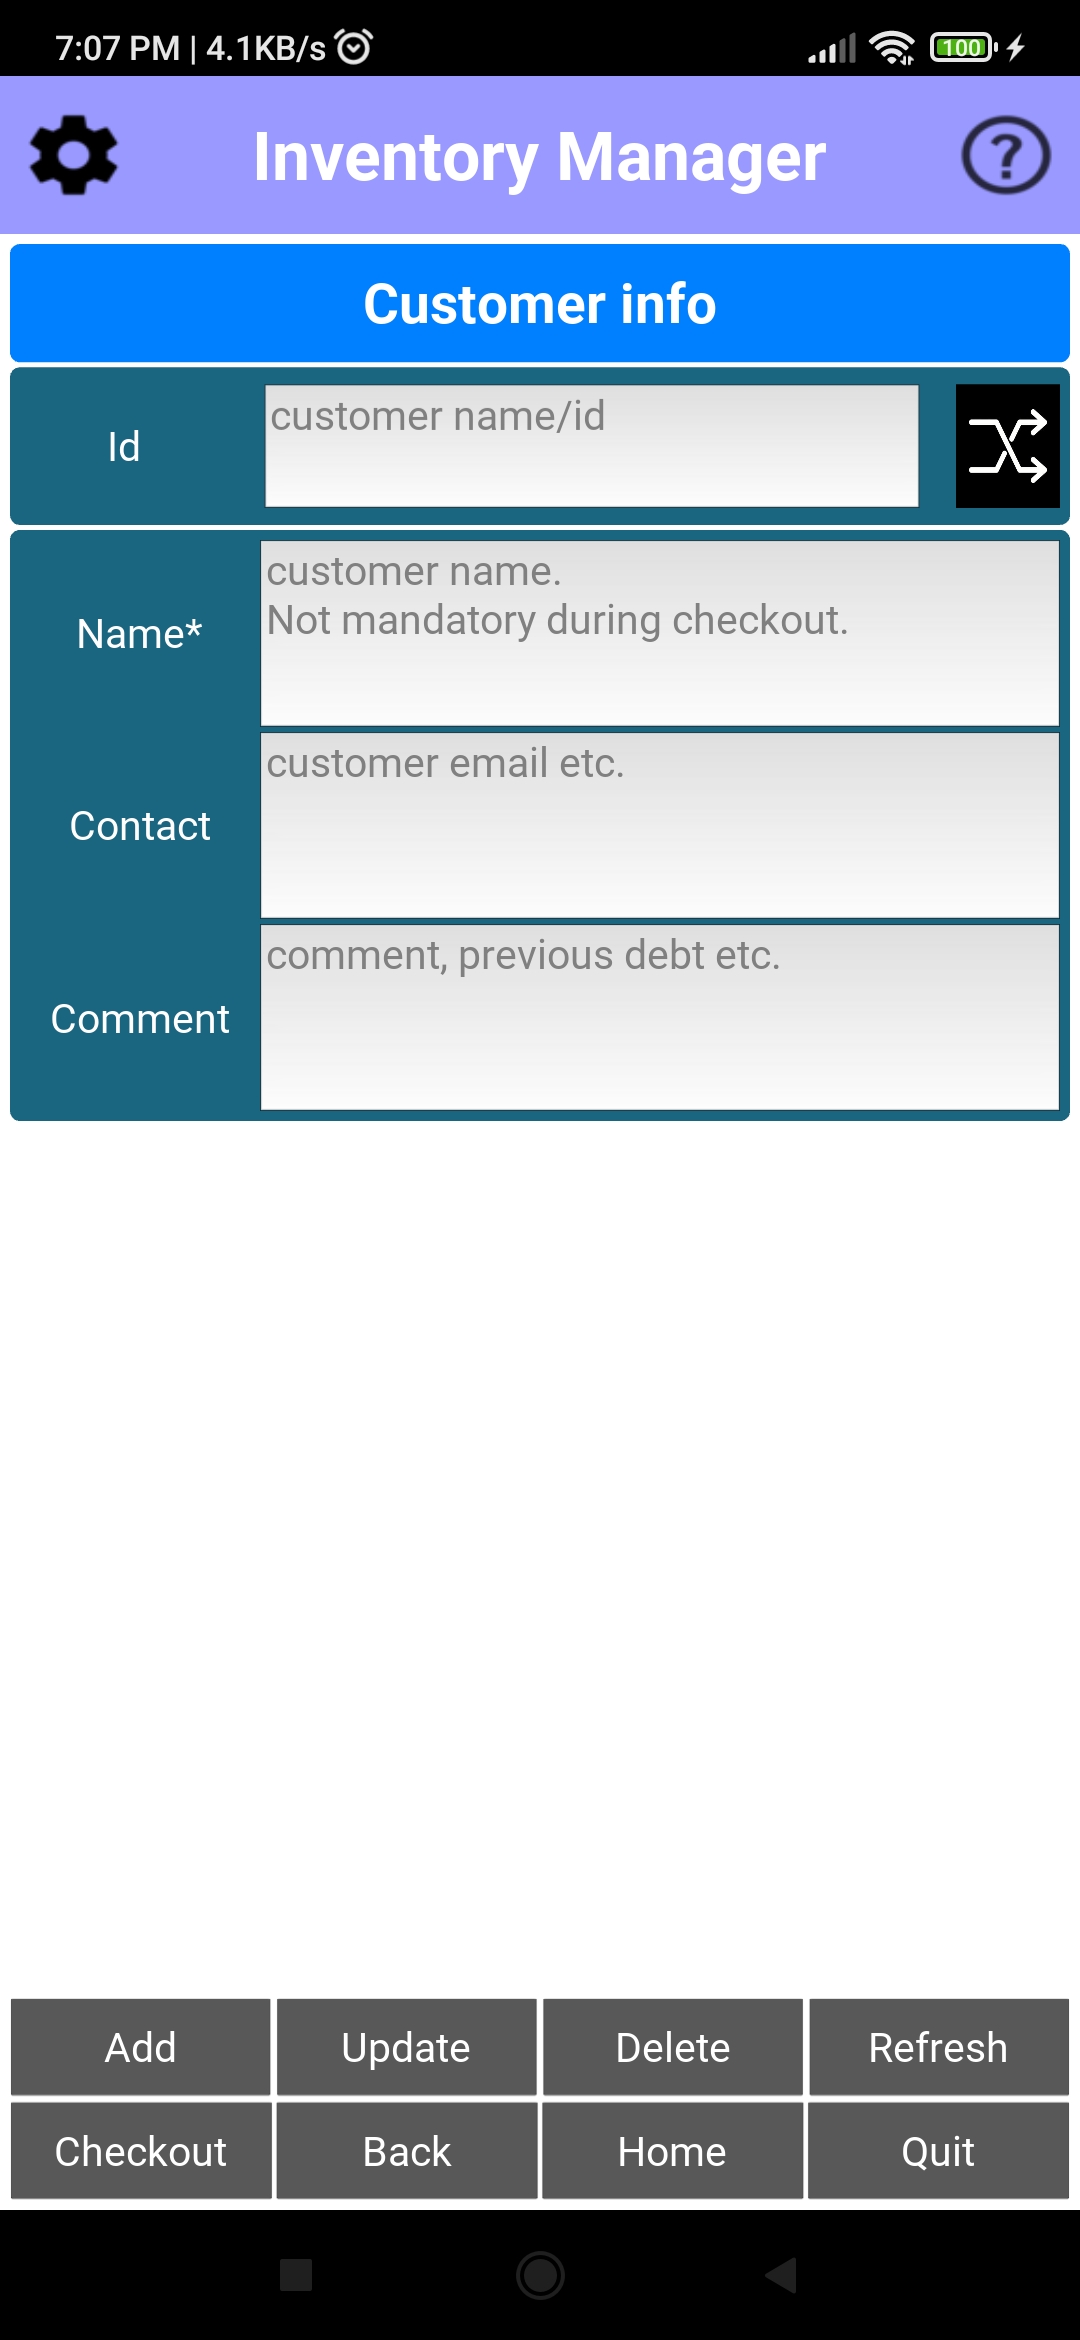 7:07 PM | 4.1KB/s
100
Inventory Manager
?
Customer info
Id
customer name/id
Name*
customer name.
Not mandatory during checkout.
Contact
customer email etc.
Comment
comment, previous debt etc.
Add Update Delete Refresh
Checkout Back Home Quit